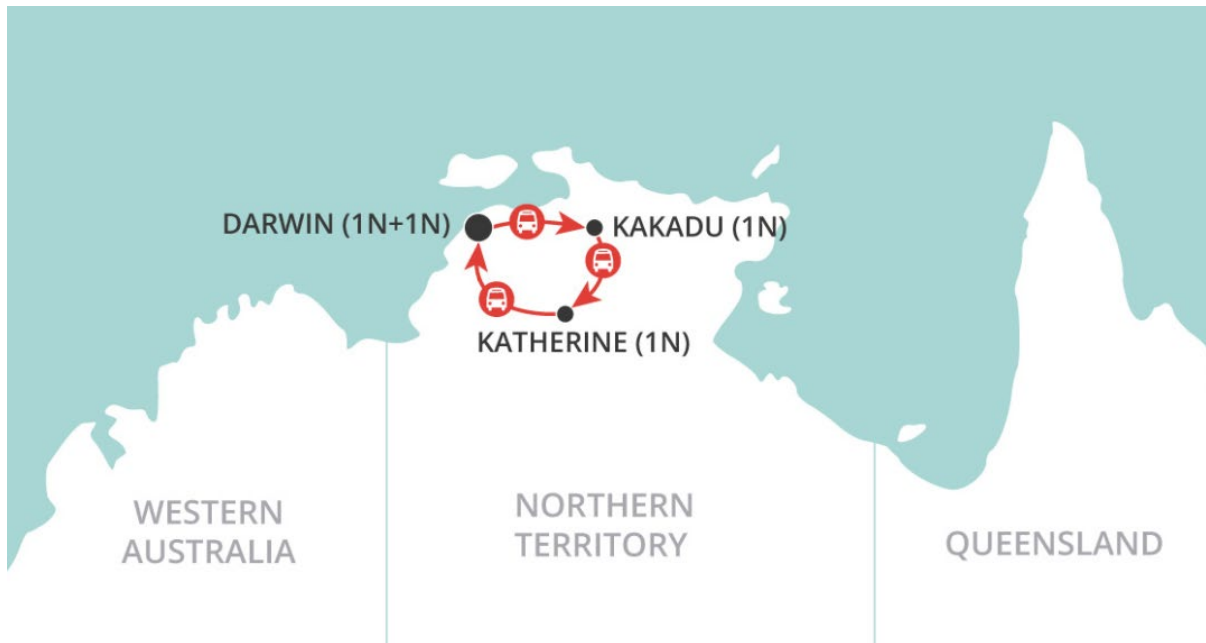 DARWIN (1N+1N)
KAKADU (1N)
KATHERINE (1N)
WESTERN
AUSTRALIA
NORTHERN
TERRITORY
QUEENSLAND